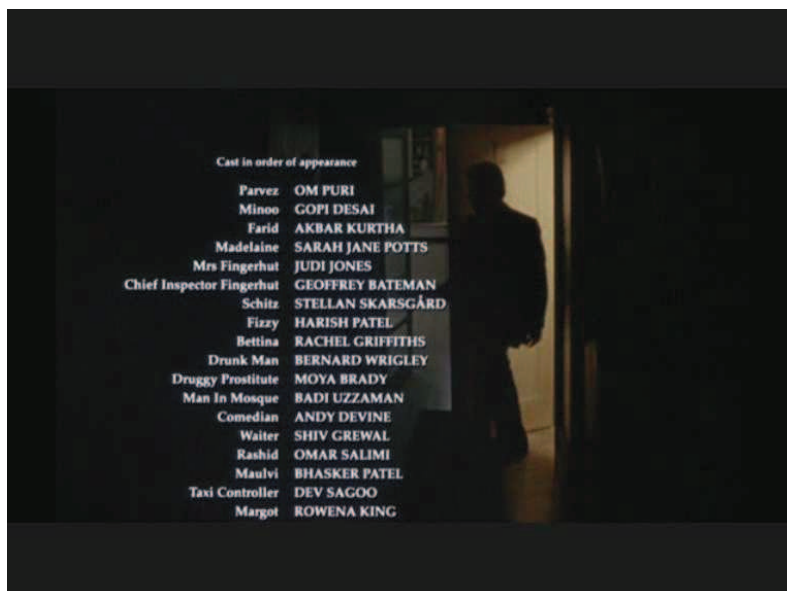 Cast in order of appearance
Parvez OM PURI
Minoo GOPI DESAI
Farid AKBAR KURTHA
Madelaine SARAH JANE POTTS
Mrs Fingerhut JUDI JONES
Chief Inspector Fingerhut GEOFFREY BATEMAN
Schitz STELLAN SKARSGÅRD
Fizzy HARISH PATEL
Bettina RACHEL GRIFFITHS
Drunk Man BERNARD WRIGLEY
Druggy Prostitute MOYA BRADY
Man In Mosque BADI UZZAMAN
Comedian ANDY DEVINE
Waiter SHIV GREWAL
Rashid OMAR SALIMI
Maulvi BHASKER PATEL
Taxi Controller DEV SAGOO
Margot ROWENA KING